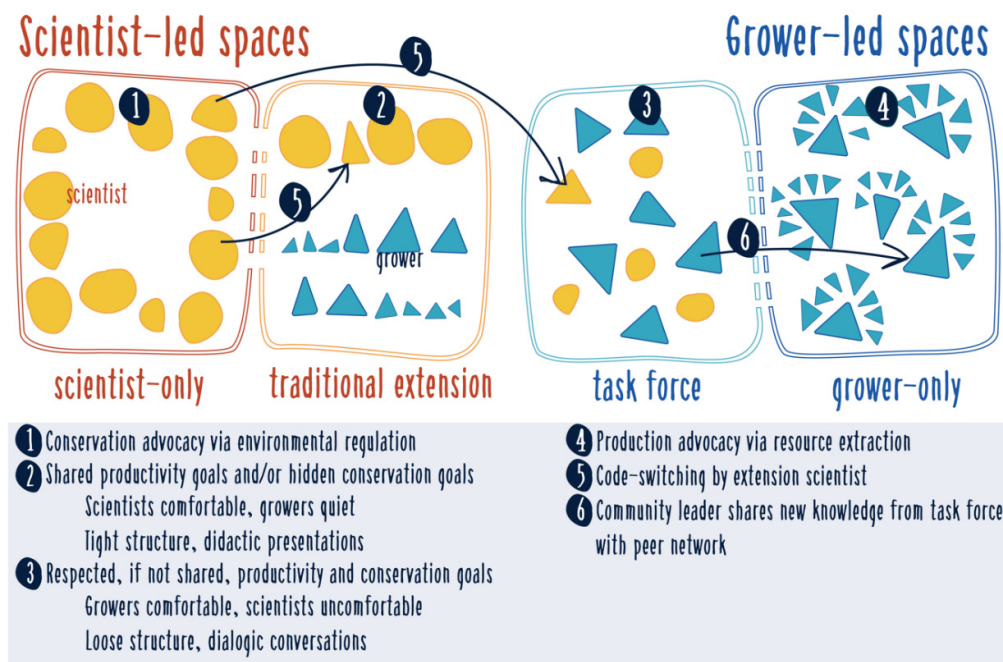 Scientist-led spaces
Grower-led spaces
5
1
2
3
4
scientist
5
6
grower
scientist-only
traditional extension
task force
grower-only
1 Conservation advocacy via environmental regulation
2 Shared productivity goals and/or hidden conservation goals
Scientists comfortable, growers quiet
Tight structure, didactic presentations
3 Respected, if not shared, productivity and conservation goals
Growers comfortable, scientists uncomfortable
Loose structure, dialogic conversations
4 Production advocacy via resource extraction
5 Code-switching by extension scientist
6 Community leader shares new knowledge from task force
with peer network